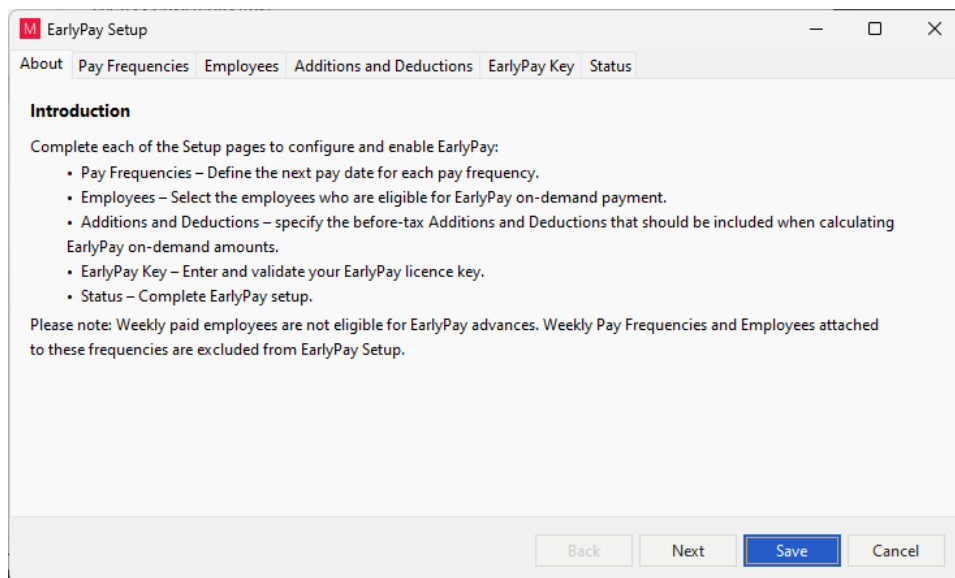 M EarlyPay Setup
About Pay Frequencies Employees Additions and Deductions EarlyPay Key Status
Introduction
Complete each of the Setup pages to configure and enable EarlyPay:
• Pay Frequencies – Define the next pay date for each pay frequency.
• Employees – Select the employees who are eligible for EarlyPay on-demand payment.
• Additions and Deductions – specify the before-tax Additions and Deductions that should be included when calculating
EarlyPay on-demand amounts.
• EarlyPay Key – Enter and validate your EarlyPay licence key.
• Status – Complete EarlyPay setup.
Please note: Weekly paid employees are not eligible for EarlyPay advances. Weekly Pay Frequencies and Employees attached
to these frequencies are excluded from EarlyPay Setup.
Back Next Save Cancel